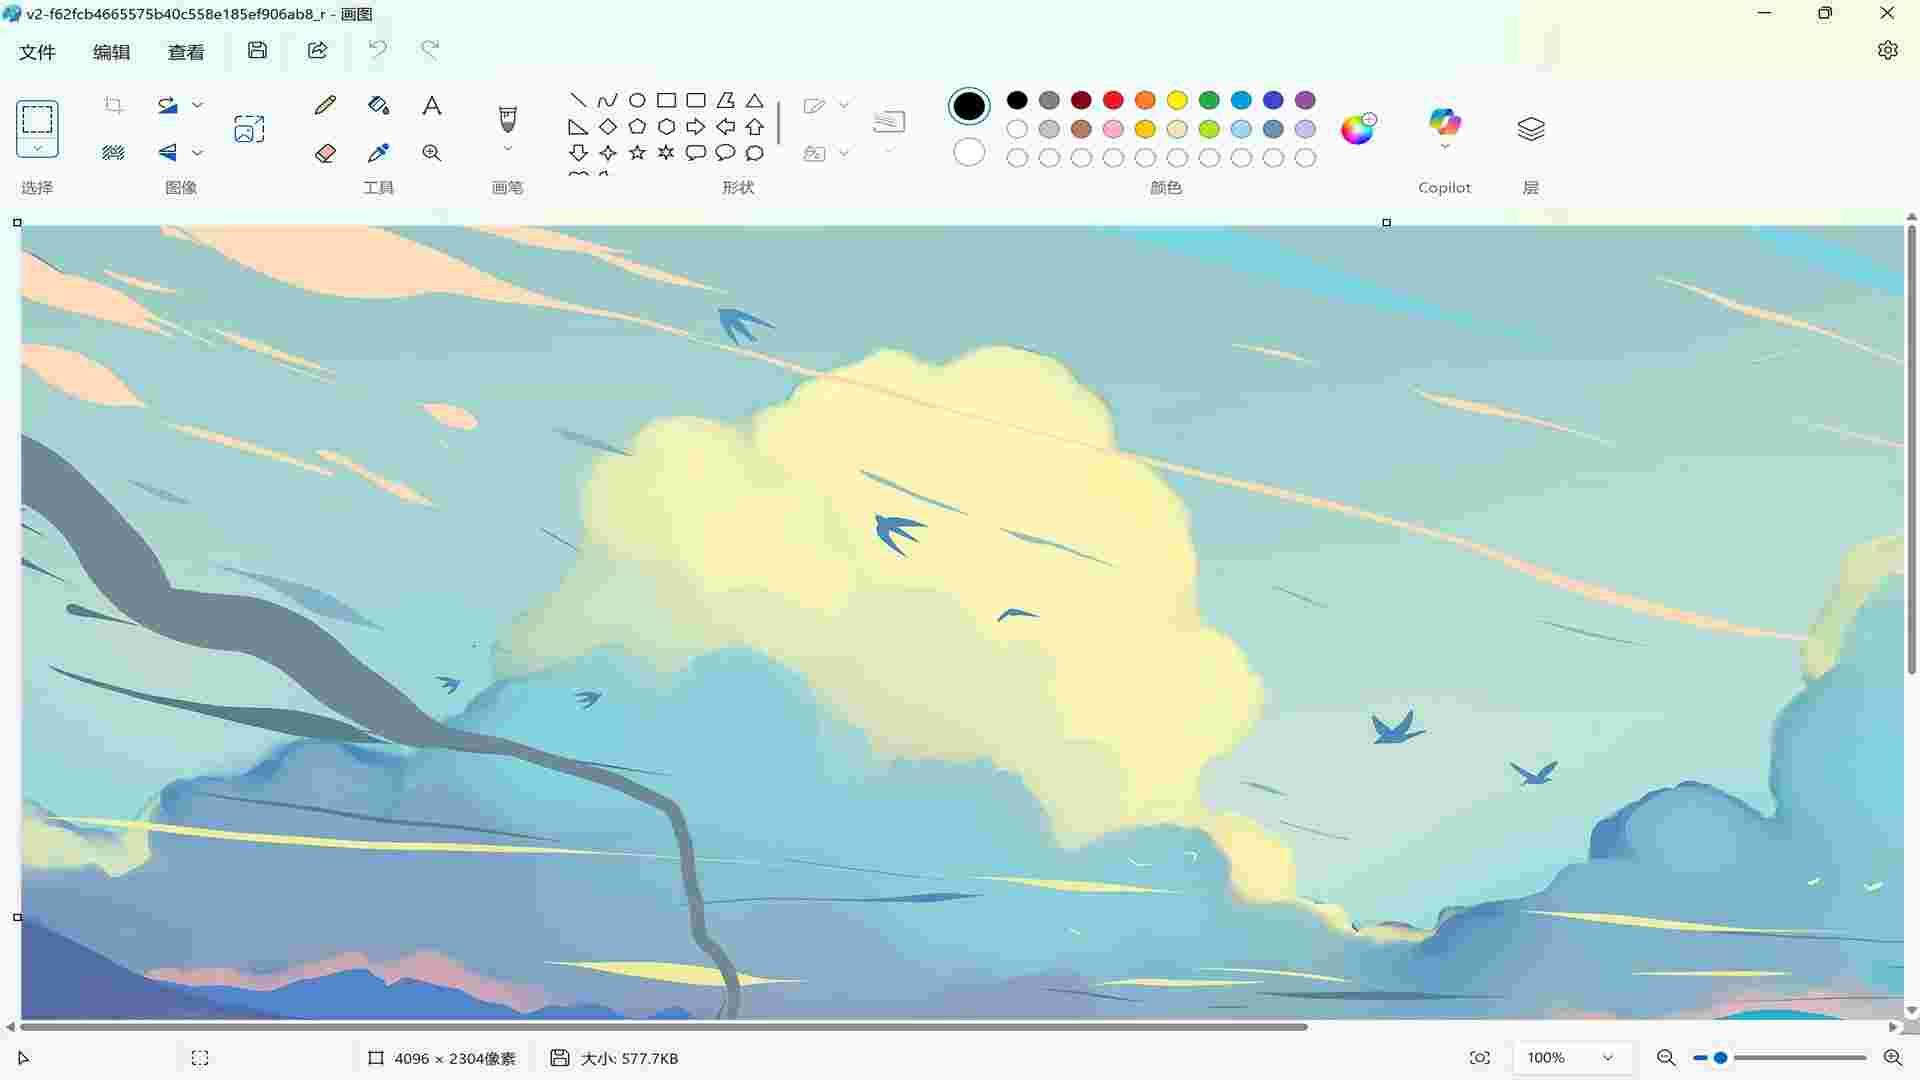 v2-f62fcb4665575b40c558e185ef906ab8_r - 画图
文件 编辑 查看
选择 图像 工具 画笔 形状 颜色 Copilot 层
4096 × 2304像素 大小: 577.7KB 100%